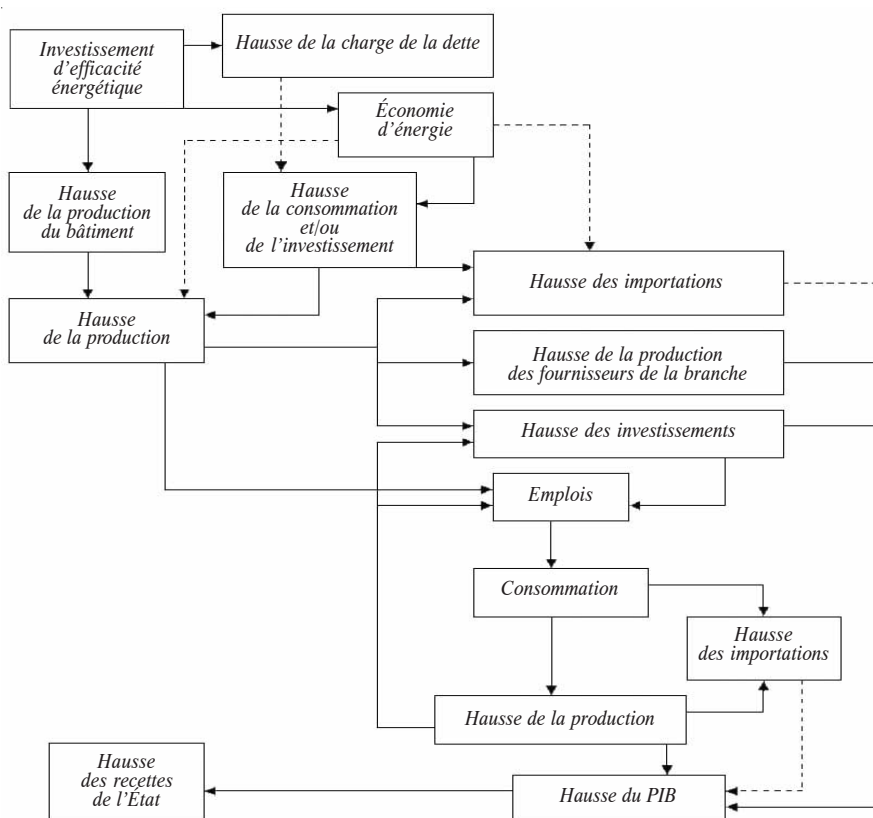 Investissement
d’efficacité
énergétique
Hausse de la charge de la dette
Économie
d’énergie
Hausse
de la production
du bâtiment
Hausse
de la consommation
et/ou
de l’investissement
Hausse des importations
Hausse
de la production
Hausse de la production
des fournisseurs de la branche
Hausse des investissements
Emplois
Consommation
Hausse
des importations
Hausse de la production
Hausse
des recettes
de l’État
Hausse du PIB